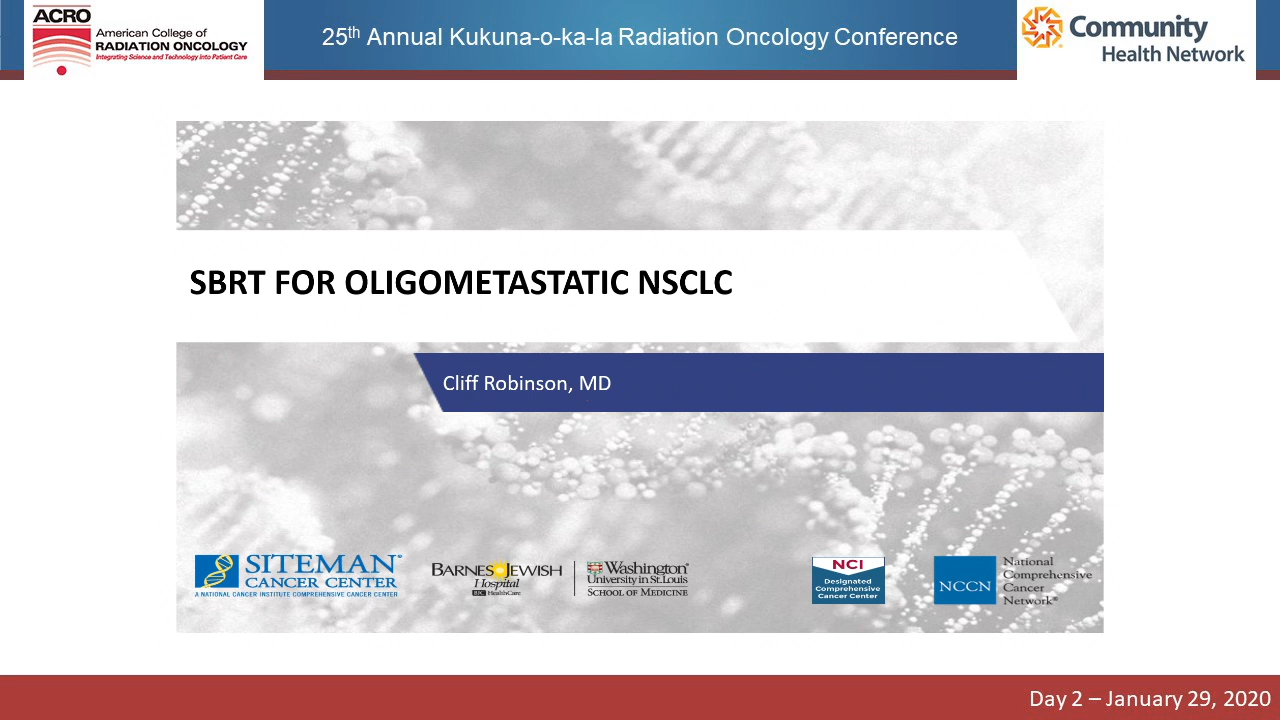 ACRO
American College of
RADIATION ONCOLOGY
Integrating Science and Technology Into Patient Care
25th Annual Kukuna-o-ka-la Radiation Oncology Conference
Community
Health Network
SBRT FOR OLIGOMETASTATIC NSCLC
Cliff Robinson, MD
SITEMAN®
CANCER CENTER
A NATIONAL CANCER INSTITUTE COMPREHENSIVE CANCER CENTER
BARNES JEWISH
Hospital
BJC HealthCare
Washington
University in St. Louis
SCHOOL OF MEDICINE
NCI
Designated
Comprehensive
Cancer Center
NCCN
National
Comprehensive
Cancer
Network®
Day 2 – January 29, 2020